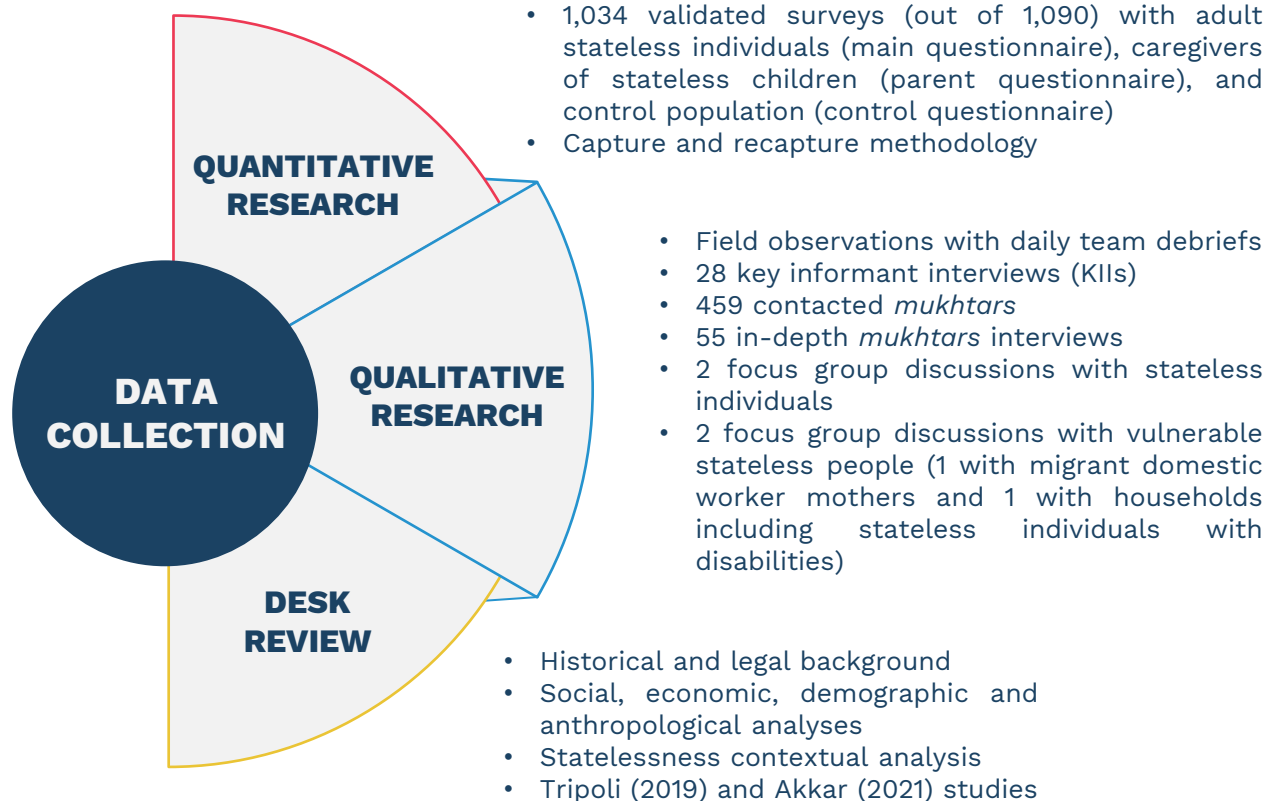 • 1,034 validated surveys (out of 1,090) with adult
stateless individuals (main questionnaire), caregivers
of stateless children (parent questionnaire), and
control population (control questionnaire)
• Capture and recapture methodology
QUANTITATIVE
RESEARCH
• Field observations with daily team debriefs
• 28 key informant interviews (KIIs)
• 459 contacted mukhtars
• 55 in-depth mukhtars interviews
• 2 focus group discussions with stateless
individuals
• 2 focus group discussions with vulnerable
stateless people (1 with migrant domestic
worker mothers and 1 with households
including stateless individuals with
disabilities)
QUALITATIVE
RESEARCH
DATA
COLLECTION
DESK
REVIEW
• Historical and legal background
• Social, economic, demographic and
anthropological analyses
• Statelessness contextual analysis
• Tripoli (2019) and Akkar (2021) studies